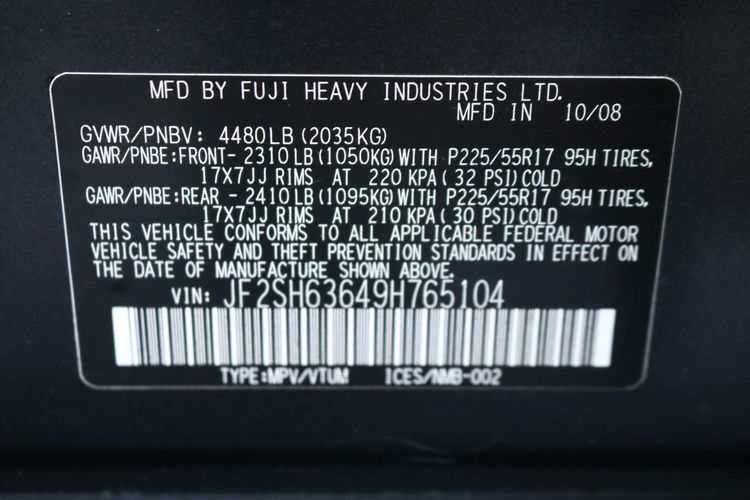 MFD BY FUJI HEAVY INDUSTRIES LTD.
MFD IN 10/08
GVWR/PNBV: 4480LB(2035KG)
GAWR/PNBE:FRONT- 2310LB(1050KG)WITH P225/55R17 95H TIRES,
17X7JJ RIMS AT 220 KPA( 32 PSI)COLD
GAWR/PNBE:REAR - 2410LB(1095KG)WITH P225/55R17 95H TIRES,
17X7JJ RIMS AT 210 KPA( 30 PSI)COLD
THIS VEHICLE CONFORMS TO ALL APPLICABLE FEDERAL MOTOR
VEHICLE SAFETY AND THEFT PREVENTION STANDARDS IN EFFECT ON
THE DATE OF MANUFACTURE SHOWN ABOVE.
VIN: JF2SH63649H765104
TYPE:MPV/VTUM ICES/NMB-002